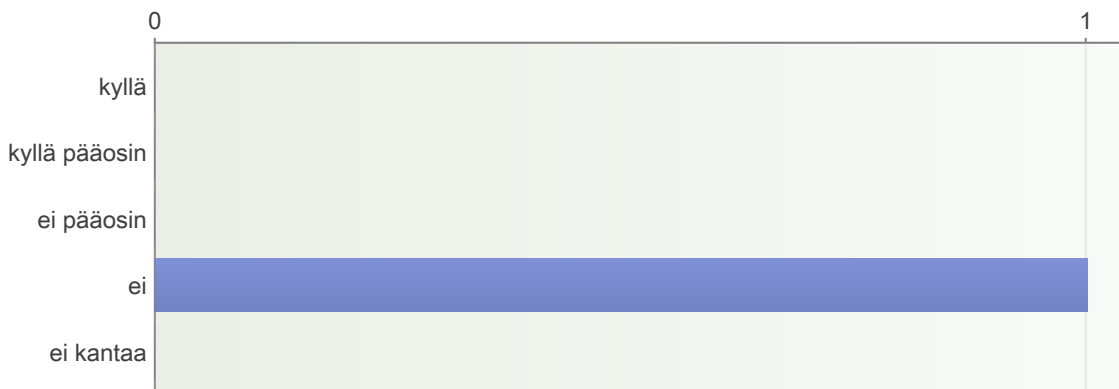 0 1
kyllä
kyllä pääosin
ei pääosin
ei
ei kantaa